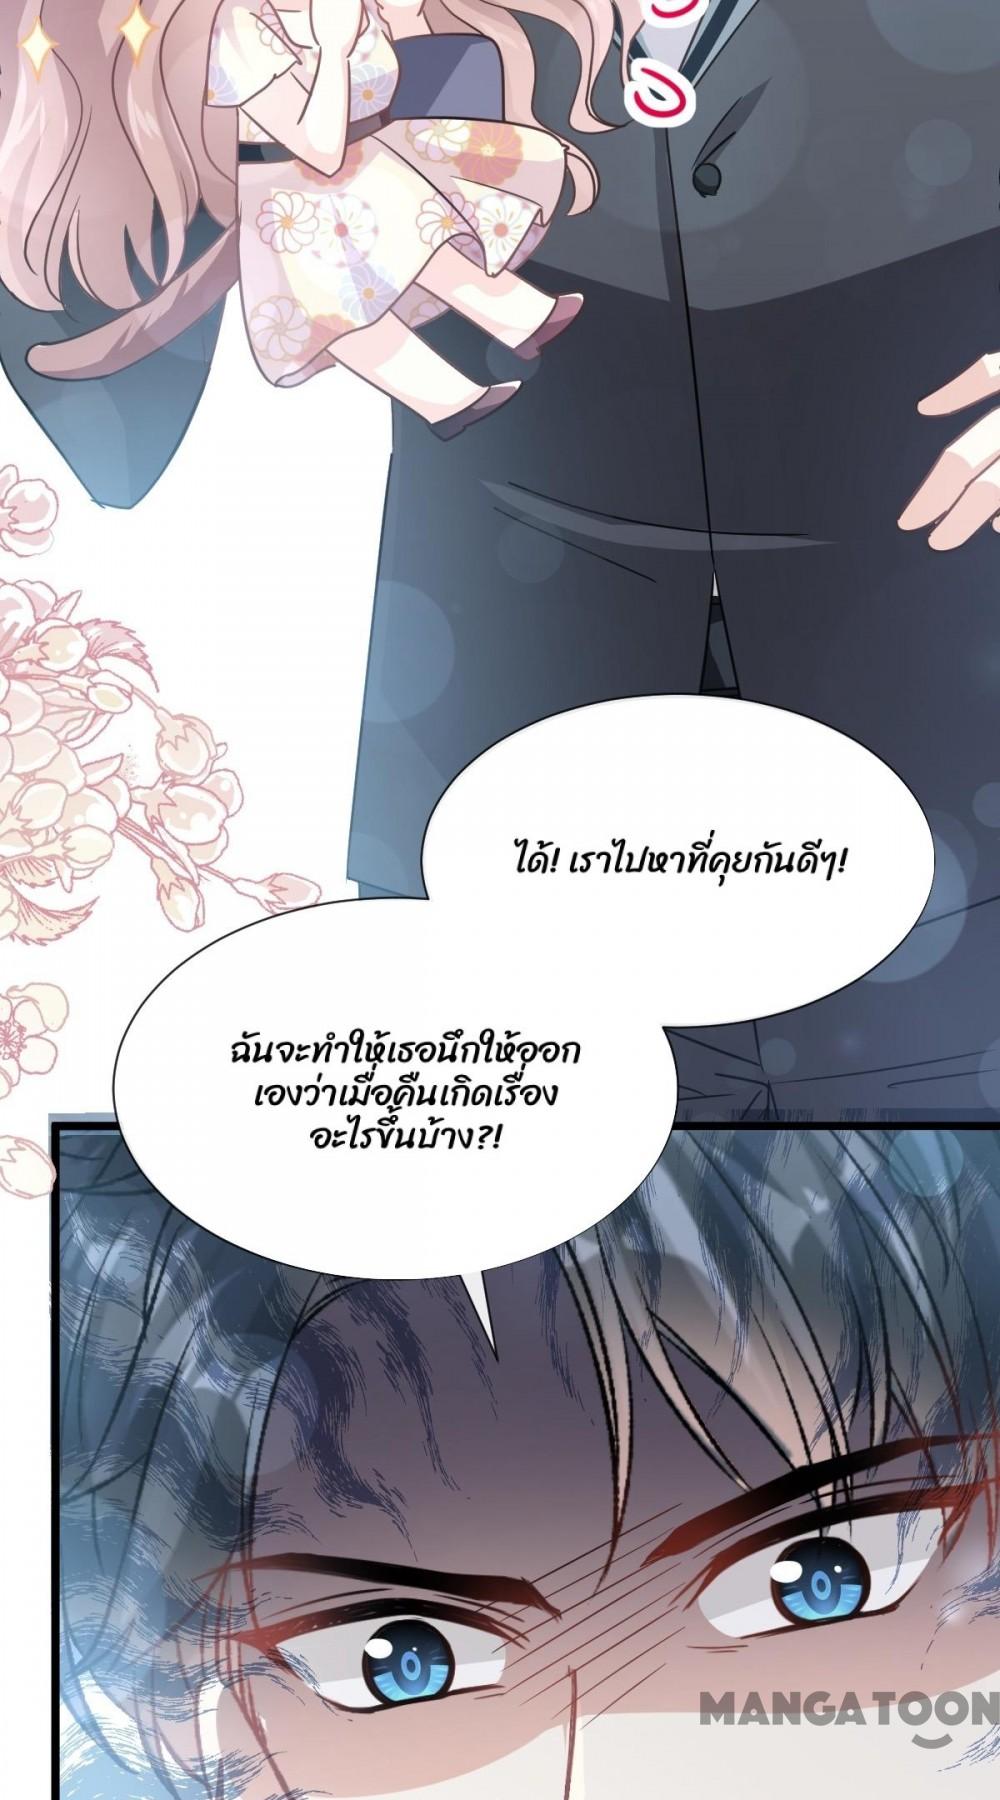 ได้! เราไปหาที่คุยกันดีๆ!
ฉันจะทำให้เธอนึกให้ออก
เองว่าเมื่อคืนเกิดเรื่อง
อะไรขึ้นบ้าง?!
MANGATOON